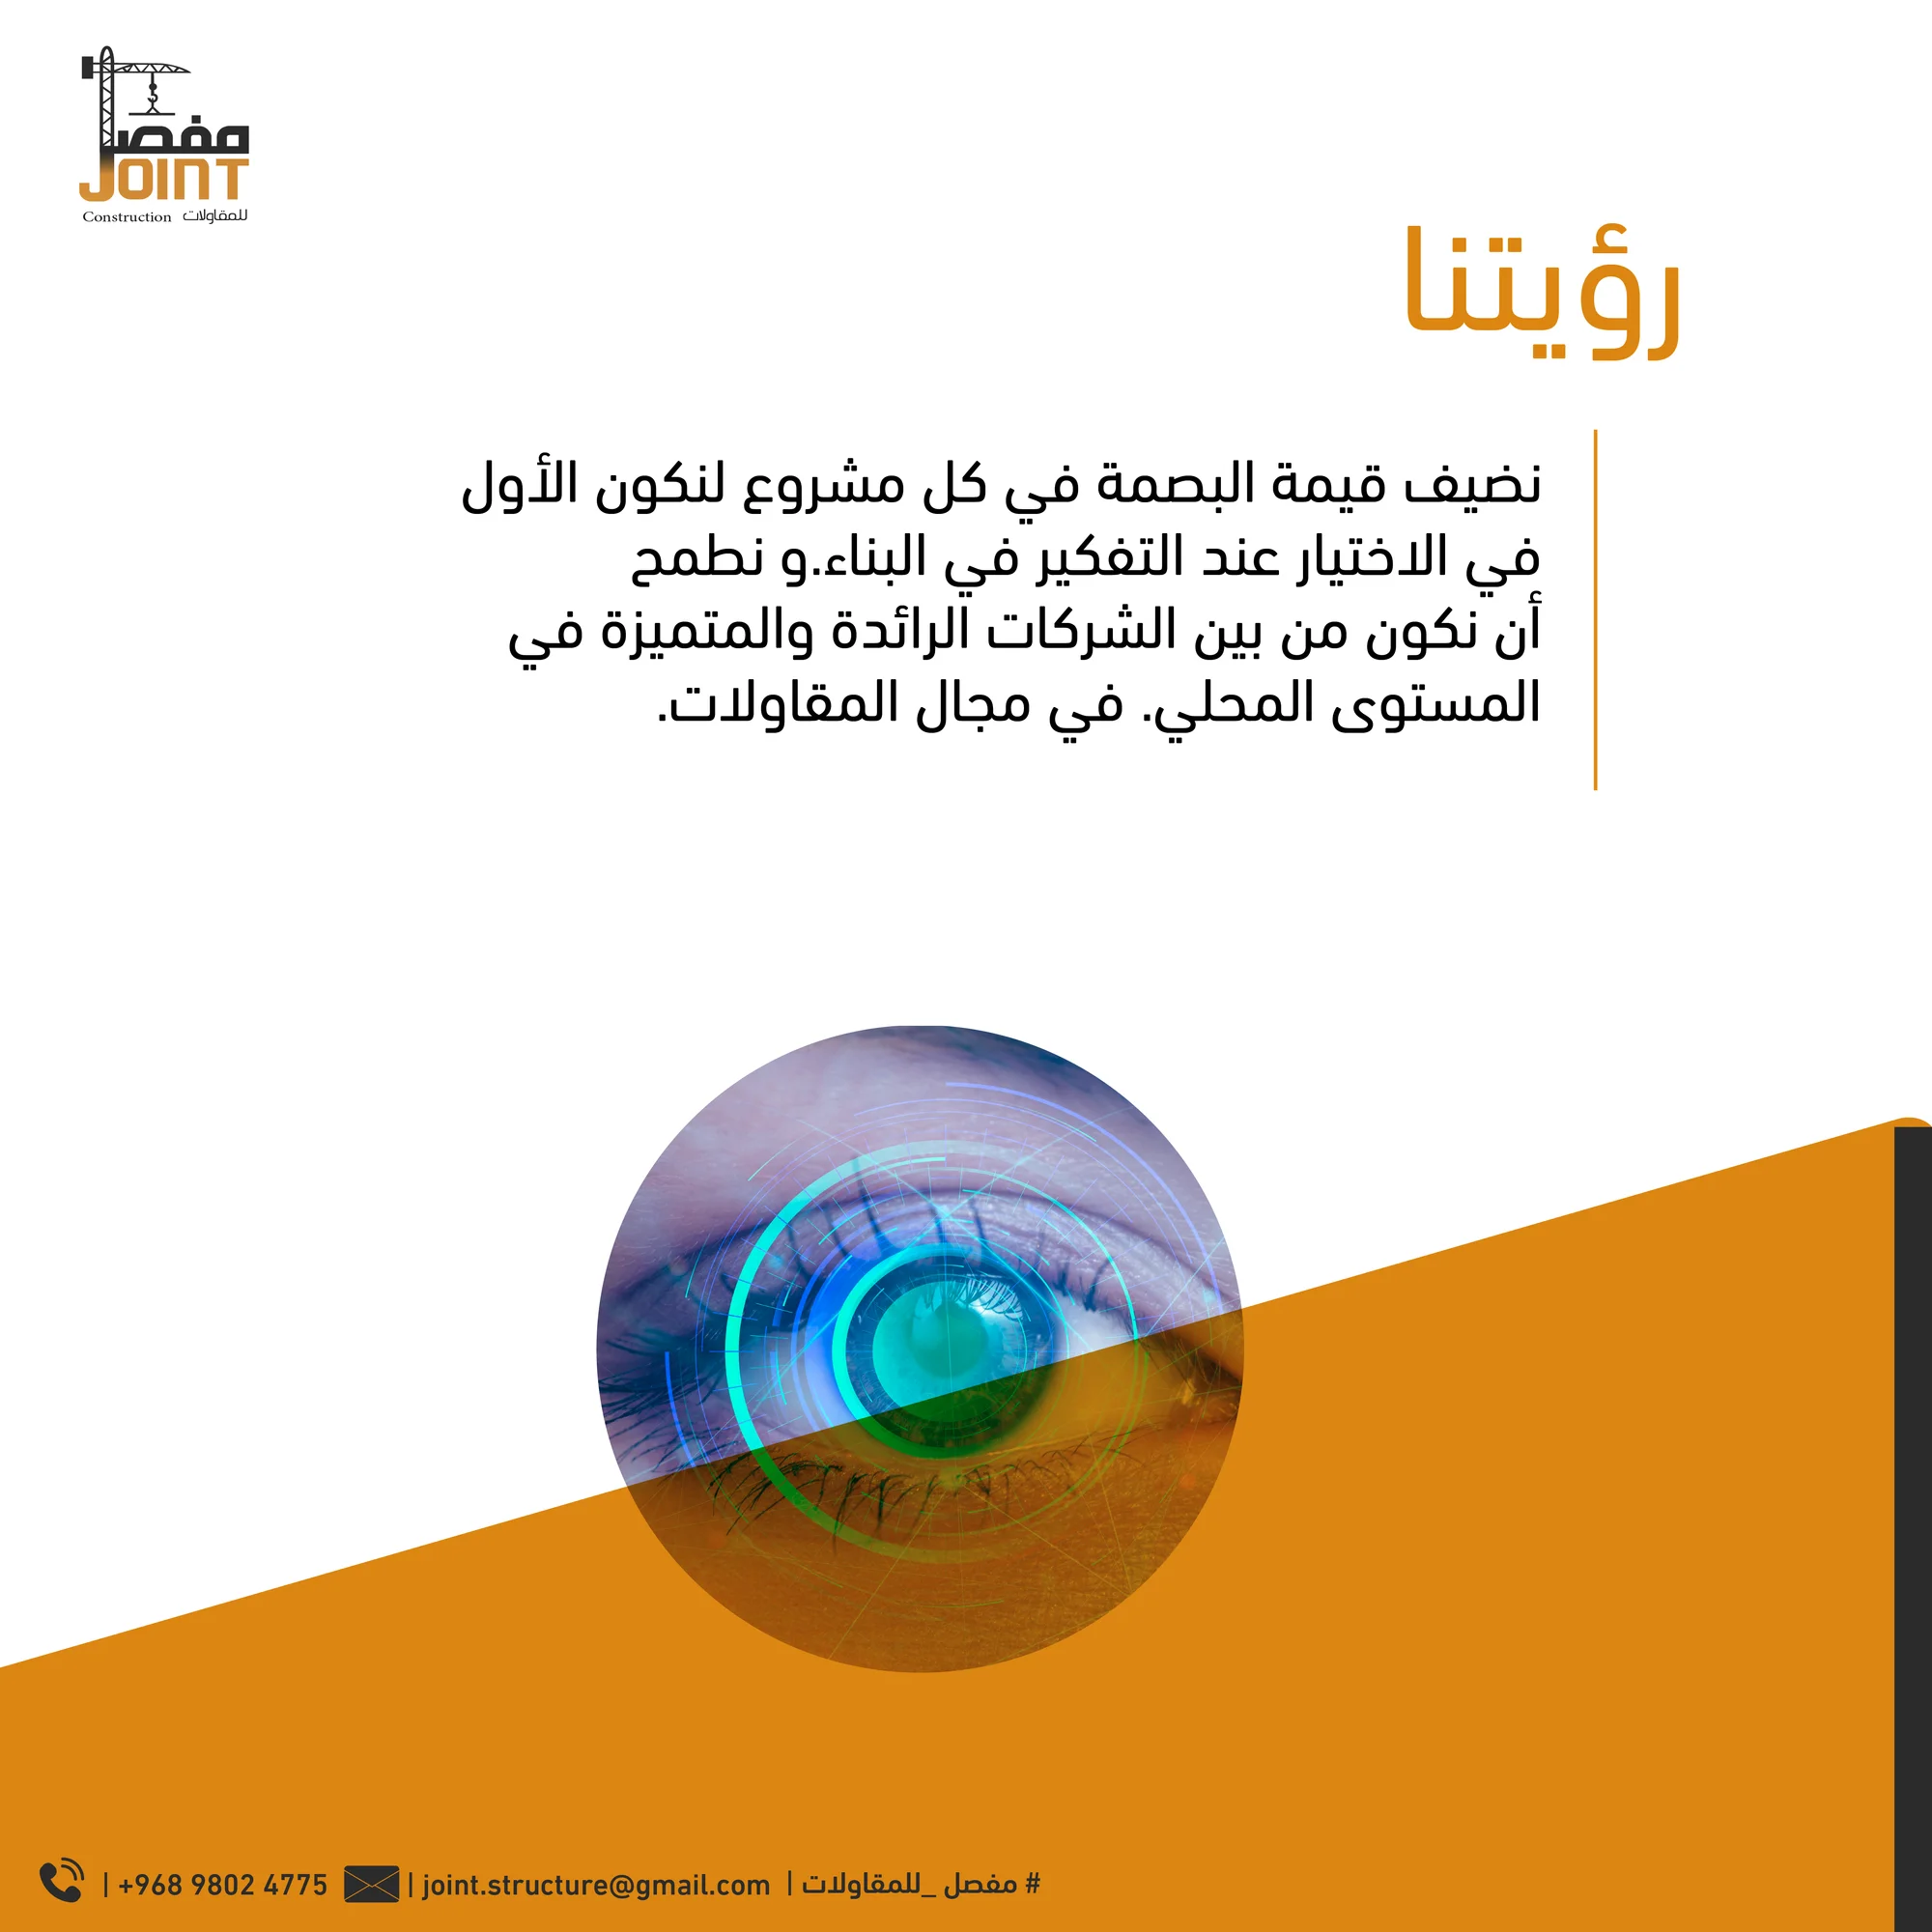 مفصل
JOINT
Construction للمقاولات
رؤيتنا
نضيف قيمة البصمة في كل مشروع لنكون الأول
في الاختيار عند التفكير في البناء.و نطمح
أن نكون من بين الشركات الرائدة والمتميزة في
المستوى المحلي. في مجال المقاولات.
| +968 9802 4775 | joint.structure@gmail.com | # مفصل _للمقاولات